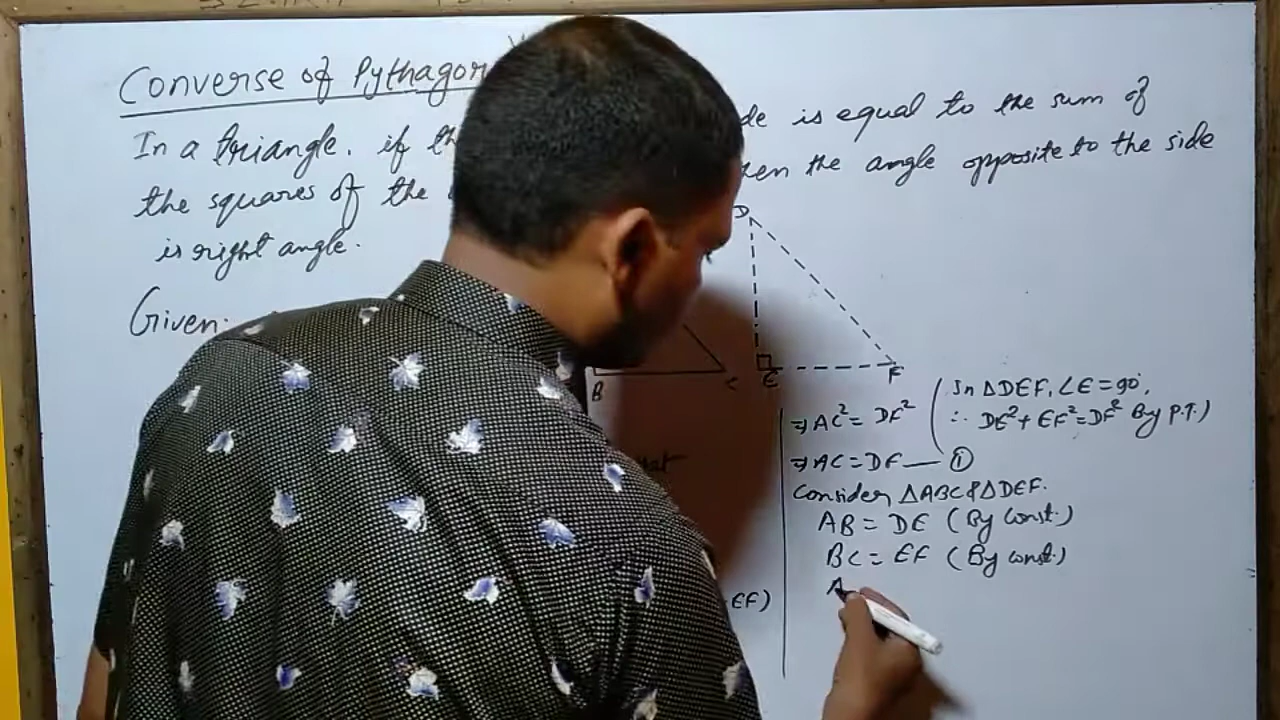 Converse of Pythagor
In a triangle. if th de is equal to the sum of
the squares of the hen the angle opposite to the side
is right angle.
Given:
D
B C E F
⇒ AC² = DF² (In △DEF, ∠E = 90°,
∴ DE² + EF² = DF² By P.T.)
⇒ AC = DF — ①
Consider △ABC & △DEF.
AB = DE (By Const.)
BC = EF (By const.)
A
EF)